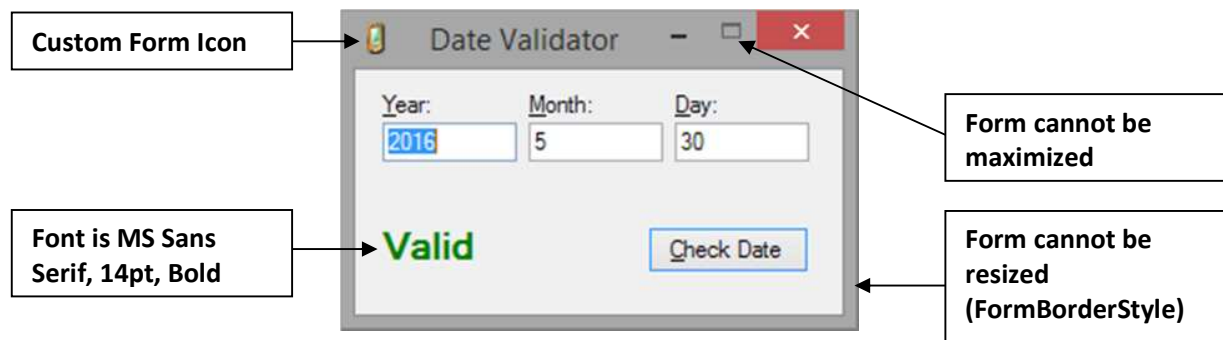 Custom Form Icon
Date Validator
Year: Month: Day:
2016 5 30
Form cannot be
maximized
Font is MS Sans
Serif, 14pt, Bold
Valid
Check Date
Form cannot be
resized
(FormBorderStyle)